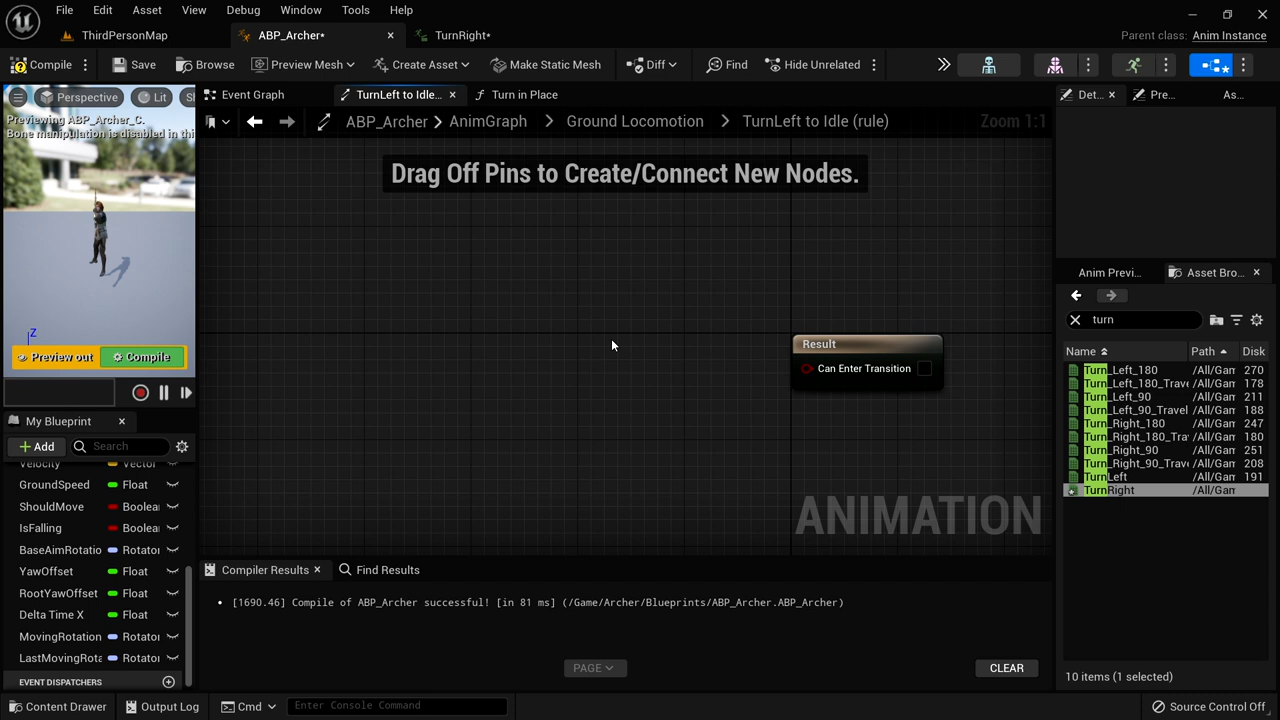 File Edit Asset View Debug Window Tools Help
ThirdPersonMap ABP_Archer* TurnRight*
Parent class: Anim Instance
Compile Save Browse Preview Mesh Create Asset Make Static Mesh Diff Find Hide Unrelated
Perspective Lit
Previewing ABP_Archer_C.
Bone manipulation is disabled in thi
Z
Preview out Compile
Event Graph TurnLeft to Idle... Turn in Place
ABP_Archer > AnimGraph > Ground Locomotion > TurnLeft to Idle (rule) Zoom 1:1
Drag Off Pins to Create/Connect New Nodes.
Result
Can Enter Transition
ANIMATION
My Blueprint
+ Add Search
Velocity Vector
GroundSpeed Float
ShouldMove Boolea
IsFalling Boolea
BaseAimRotatio Rotator
YawOffset Float
RootYawOffset Float
Delta Time X Float
MovingRotation Rotator
LastMovingRota Rotator
EVENT DISPATCHERS
Compiler Results Find Results
• [1690.46] Compile of ABP_Archer successful! [in 81 ms] (/Game/Archer/Blueprints/ABP_Archer.ABP_Archer)
PAGE CLEAR
Det... Pre... As...
Anim Previ... Asset Bro...
turn
Name Path Disk
Turn_Left_180 /All/Gam 270
Turn_Left_180_Trave /All/Gam 178
Turn_Left_90 /All/Gam 211
Turn_Left_90_Travel /All/Gam 188
Turn_Right_180 /All/Gam 247
Turn_Right_180_Tra /All/Gam 180
Turn_Right_90 /All/Gam 251
Turn_Right_90_Trave /All/Gam 208
TurnLeft /All/Gam 191
TurnRight /All/Gam
10 items (1 selected)
Content Drawer Output Log Cmd Enter Console Command Source Control Off